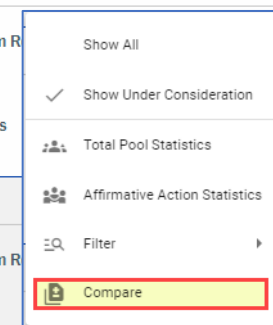 n R
Show All
Show Under Consideration
s
Total Pool Statistics
Affirmative Action Statistics
Filter
n R
Compare